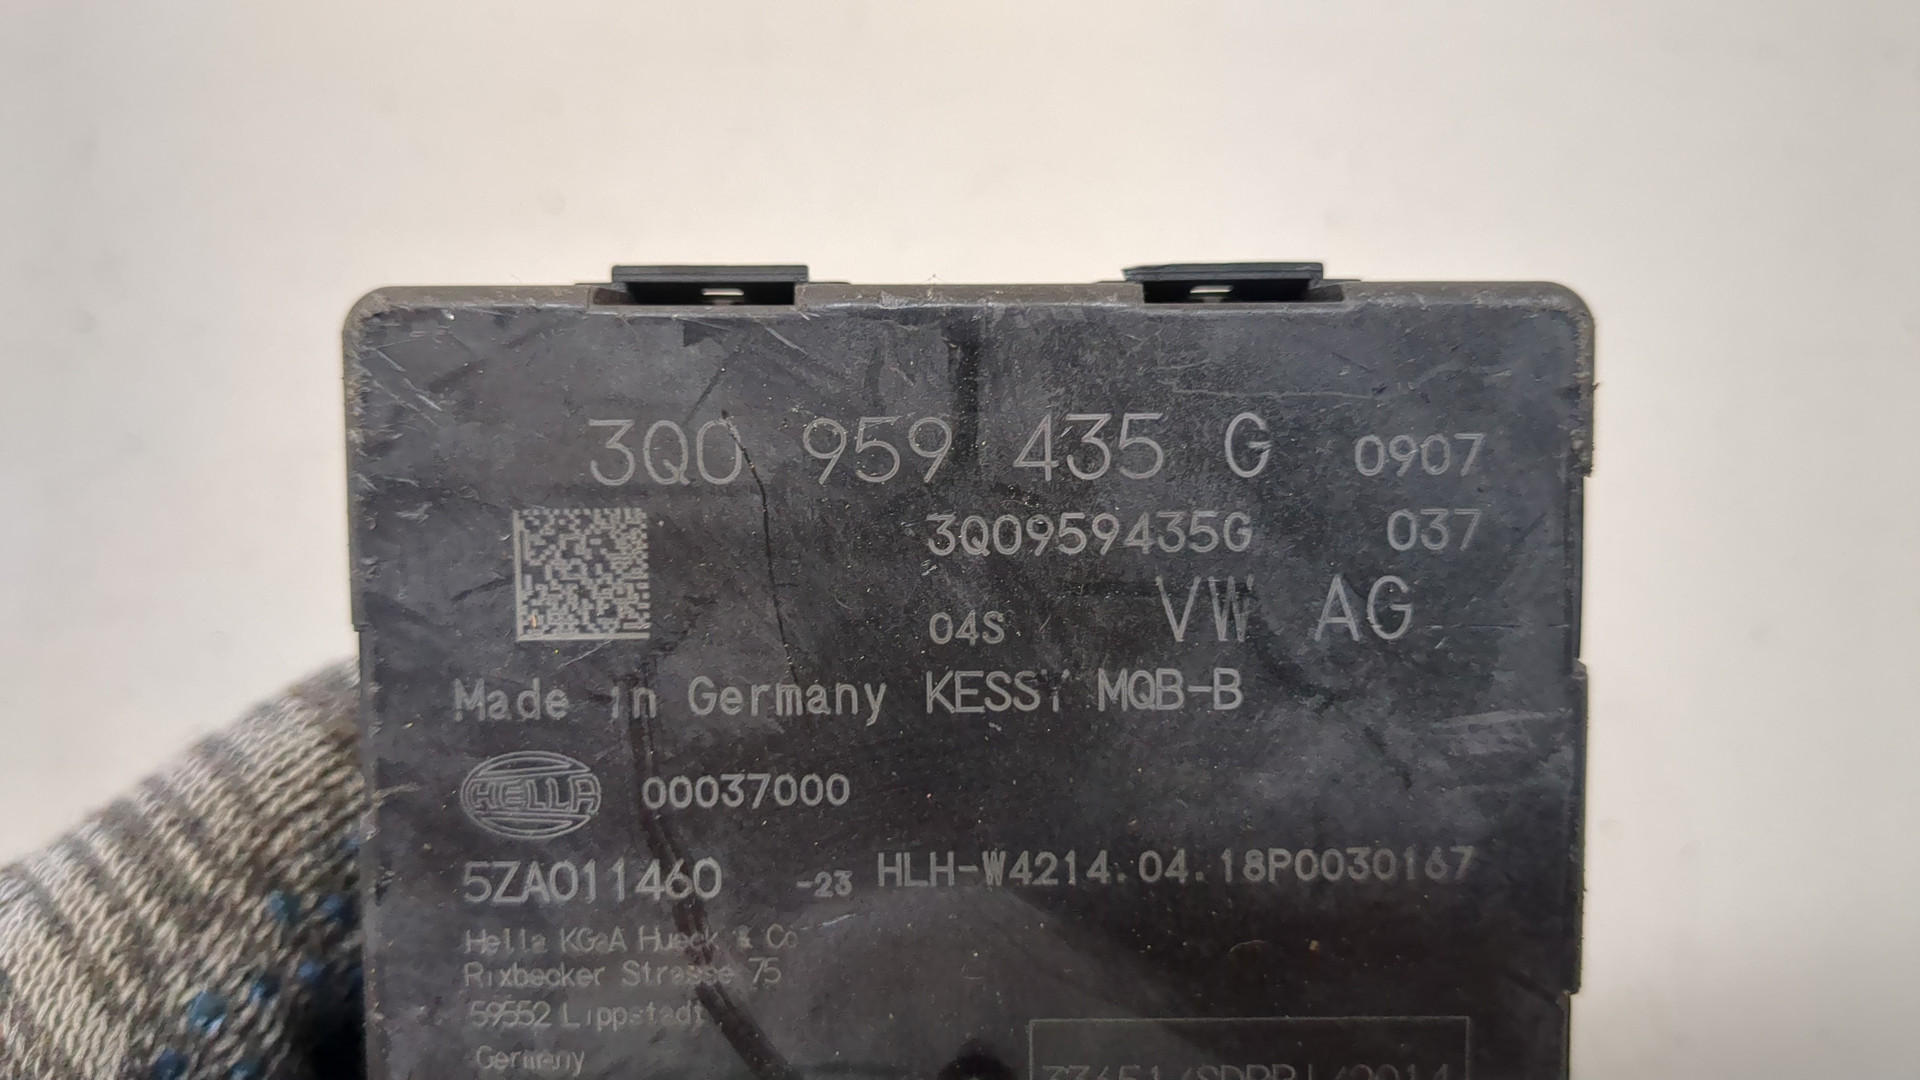 3Q0 959 435 G 0907
3Q0959435G 037
04S VW AG
Made in Germany KESSY MQB-B
HELLA 00037000
5ZA011460 -23 HLH-W4214.04.18P0030167
Hella KGaA Hueck & Co
Rixbecker Strasse 75
59552 Lippstadt
Germany